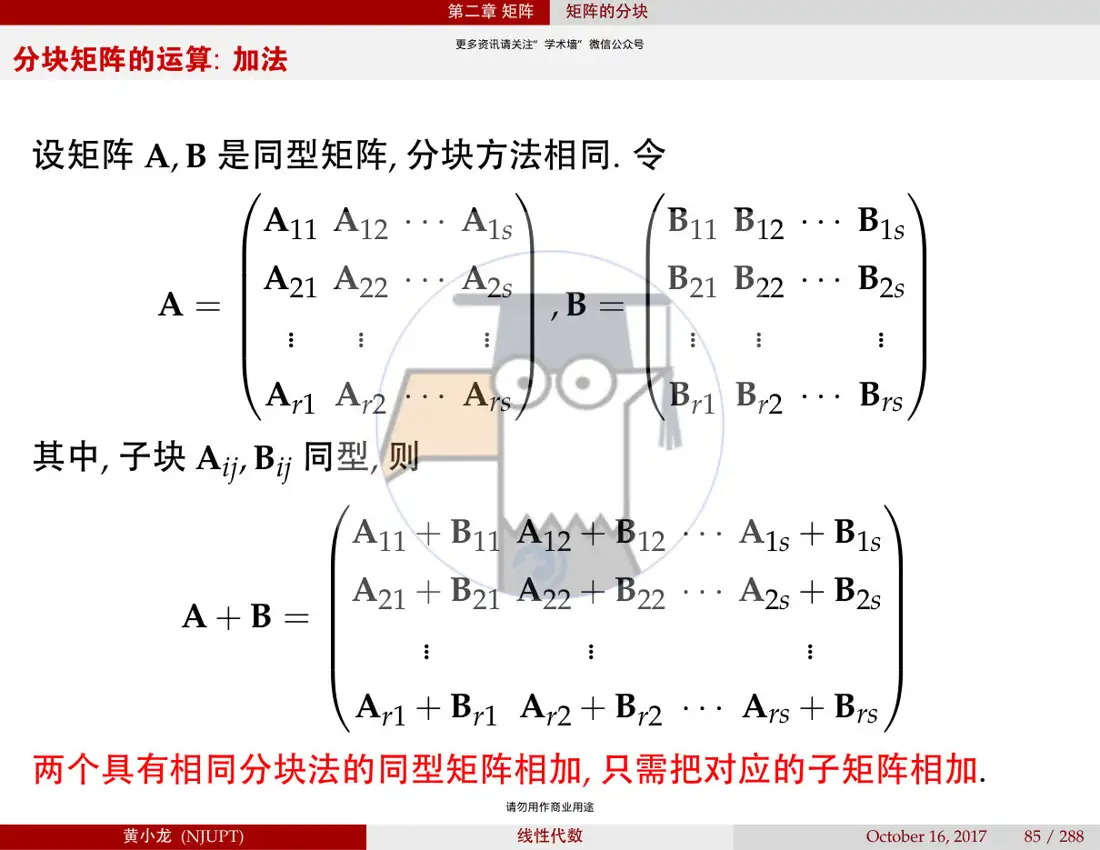 第二章 矩阵 矩阵的分块
更多资讯请关注“学术墙”微信公众号
分块矩阵的运算: 加法
设矩阵 A, B 是同型矩阵, 分块方法相同. 令
A = ( A11 A12 ⋯ A1s
A21 A22 ⋯ A2s
⋮ ⋮ ⋮
Ar1 Ar2 ⋯ Ars ) , B = ( B11 B12 ⋯ B1s
B21 B22 ⋯ B2s
⋮ ⋮ ⋮
Br1 Br2 ⋯ Brs )
其中, 子块 Aij, Bij 同型, 则
A + B = ( A11 + B11 A12 + B12 ⋯ A1s + B1s
A21 + B21 A22 + B22 ⋯ A2s + B2s
⋮ ⋮ ⋮
Ar1 + Br1 Ar2 + Br2 ⋯ Ars + Brs )
两个具有相同分块法的同型矩阵相加, 只需把对应的子矩阵相加.
请勿用作商业用途
黄小龙 (NJUPT) 线性代数 October 16, 2017 85 / 288